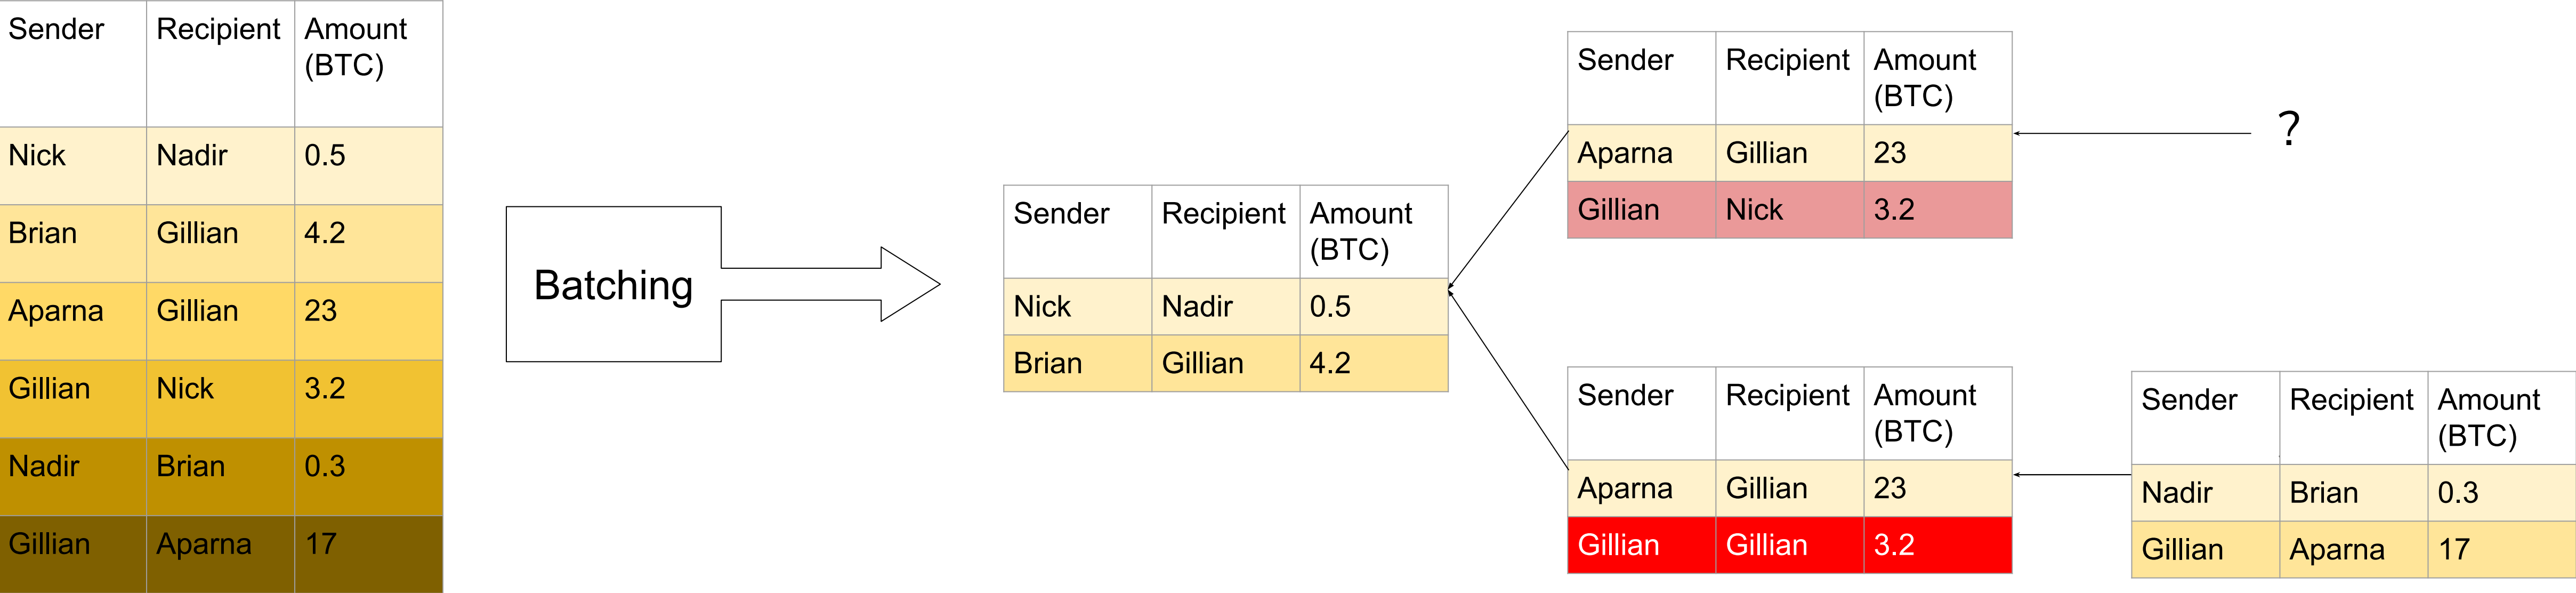 Sender Recipient Amount
(BTC)
Nick Nadir 0.5
Brian Gillian 4.2
Aparna Gillian 23
Gillian Nick 3.2
Nadir Brian 0.3
Gillian Aparna 17
Batching
Sender Recipient Amount
(BTC)
Nick Nadir 0.5
Brian Gillian 4.2
Sender Recipient Amount
(BTC)
Aparna Gillian 23
Gillian Nick 3.2
?
Sender Recipient Amount
(BTC)
Aparna Gillian 23
Gillian Gillian 3.2
Sender Recipient Amount
(BTC)
Nadir Brian 0.3
Gillian Aparna 17